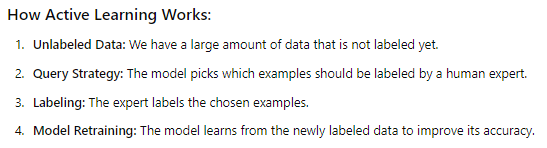 How Active Learning Works:
1. Unlabeled Data: We have a large amount of data that is not labeled yet.
2. Query Strategy: The model picks which examples should be labeled by a human expert.
3. Labeling: The expert labels the chosen examples.
4. Model Retraining: The model learns from the newly labeled data to improve its accuracy.